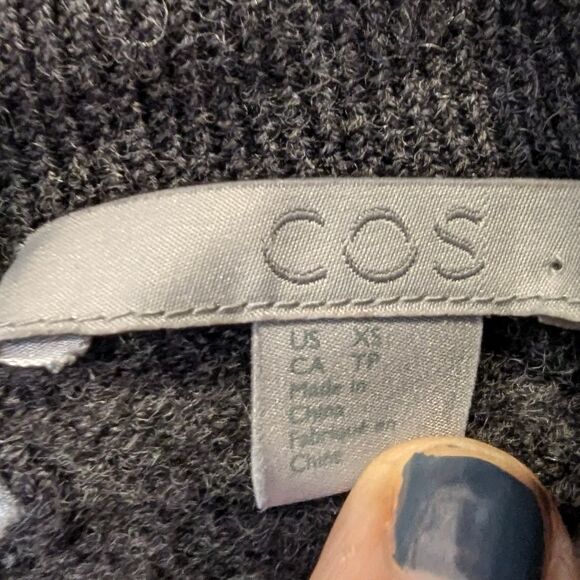 COS
US XS
CA TP
Made in
China
Fabriqué en
Chine